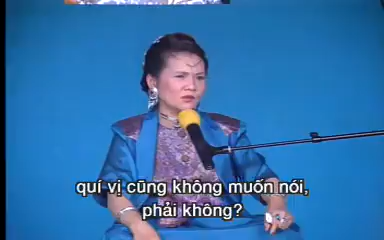 quí vị cũng không muốn nói,
phải không?